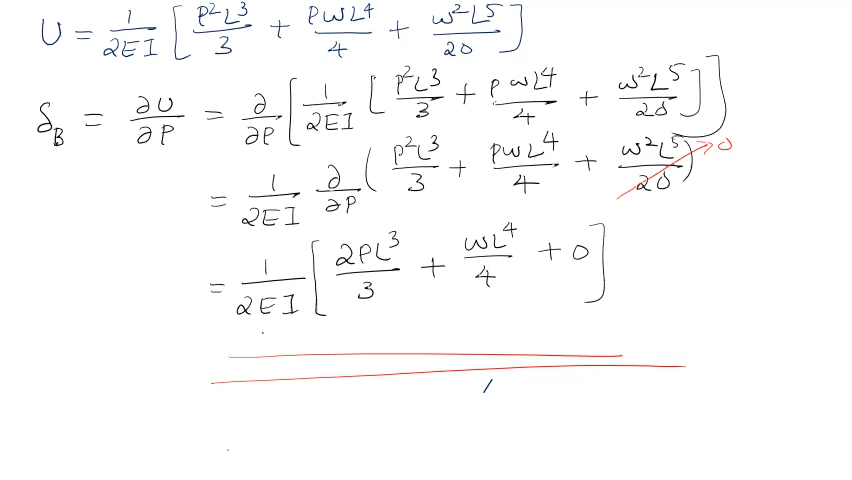 U = 1/2EI [P²L³/3 + PWL⁴/4 + w²L⁵/20]
δ_B = ∂U/∂P = ∂/∂P [1/2EI [P²L³/3 + PWL⁴/4 + w²L⁵/20]]
= 1/2EI ∂/∂P (P²L³/3 + PWL⁴/4 + w²L⁵/20) → 0
= 1/2EI [2PL³/3 + WL⁴/4 + 0]